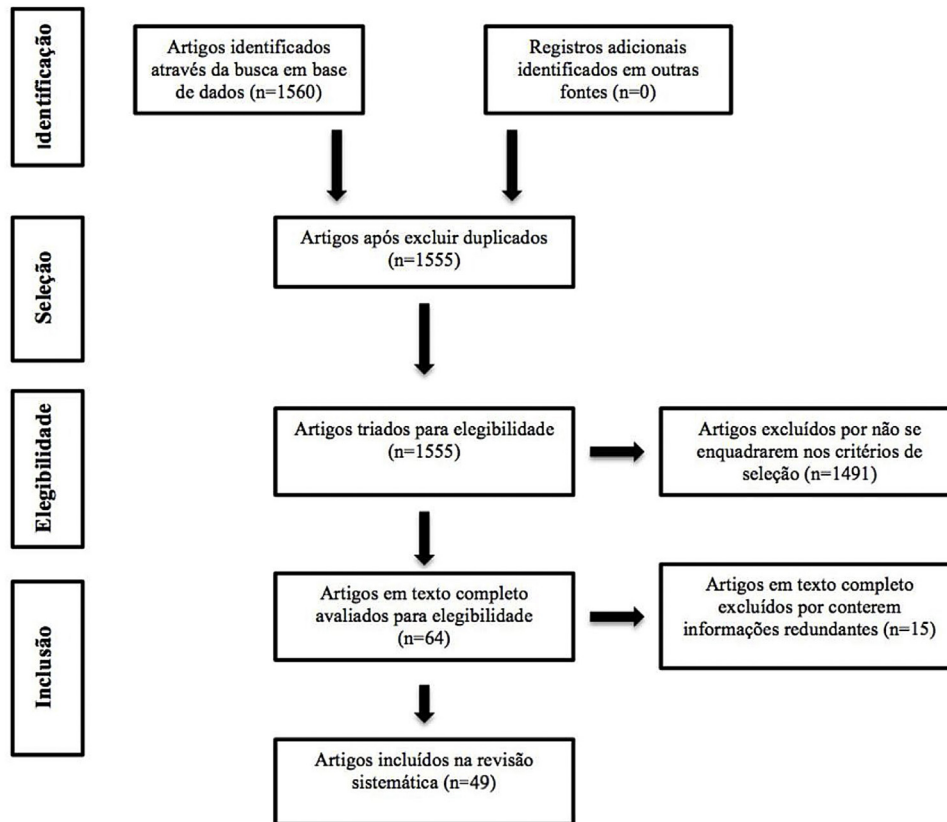 Identificação
Artigos identificados
através da busca em base
de dados (n=1560)
Registros adicionais
identificados em outras
fontes (n=0)
Seleção
Artigos após excluir duplicados
(n=1555)
Elegibilidade
Artigos triados para elegibilidade
(n=1555)
Artigos excluídos por não se
enquadrarem nos critérios de
seleção (n=1491)
Inclusão
Artigos em texto completo
avaliados para elegibilidade
(n=64)
Artigos em texto completo
excluídos por conterem
informações redundantes (n=15)
Artigos incluídos na revisão
sistemática (n=49)